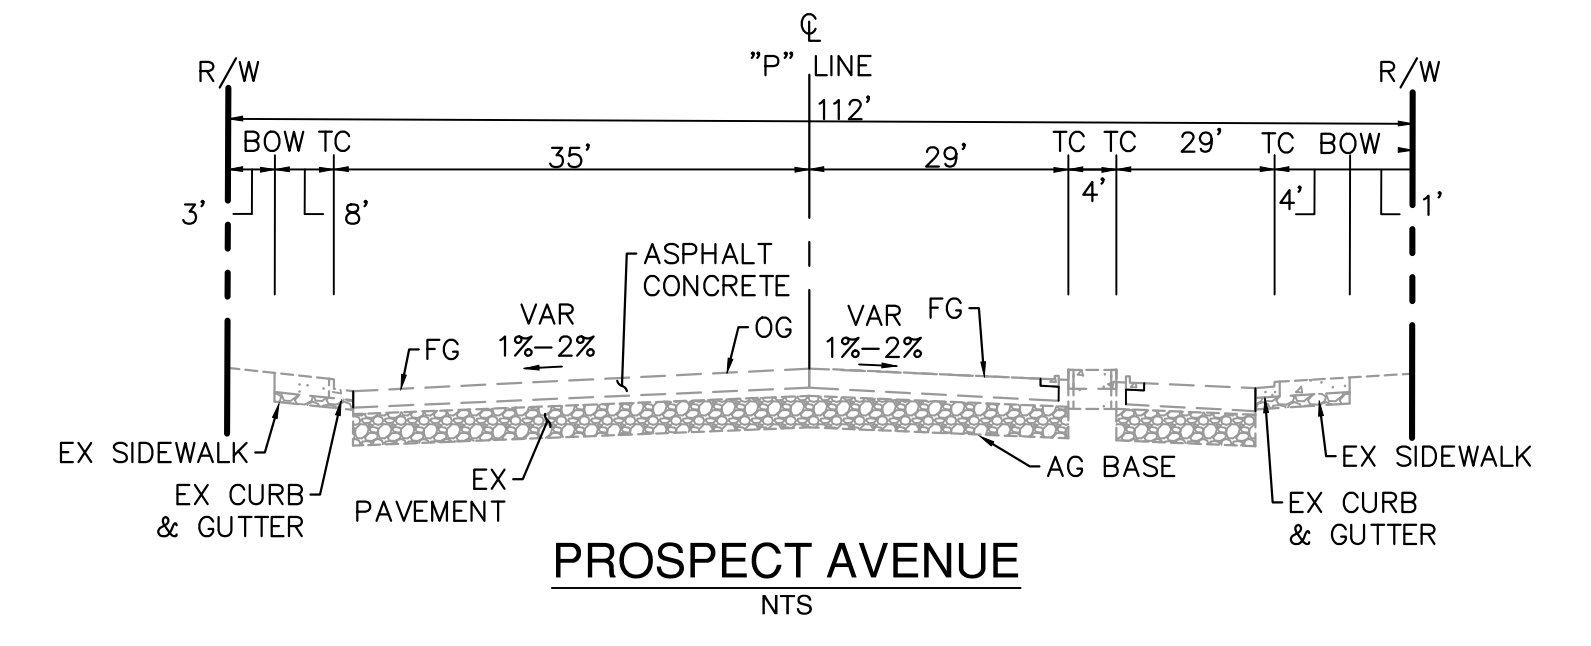 ℄
"P" LINE
R/W
R/W
112'
BOW TC
35'
29'
TC TC
29'
TC BOW
3'
8'
4'
4'
1'
ASPHALT
CONCRETE
VAR
1%-2%
OG
VAR
1%-2%
FG
FG
EX SIDEWALK
EX CURB
& GUTTER
EX
PAVEMENT
AG BASE
EX SIDEWALK
EX CURB
& GUTTER
PROSPECT AVENUE
NTS